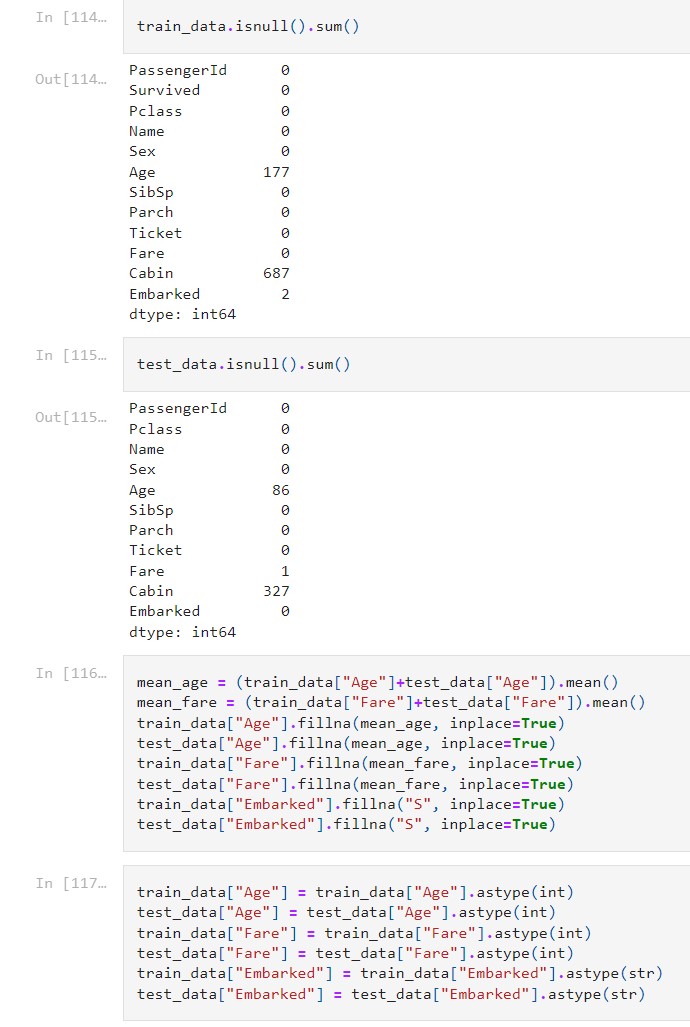 In [114…
train_data.isnull().sum()
Out[114…
PassengerId      0
Survived         0
Pclass           0
Name             0
Sex              0
Age            177
SibSp            0
Parch            0
Ticket           0
Fare             0
Cabin          687
Embarked         2
dtype: int64
In [115…
test_data.isnull().sum()
Out[115…
PassengerId      0
Pclass           0
Name             0
Sex              0
Age             86
SibSp            0
Parch            0
Ticket           0
Fare             1
Cabin          327
Embarked         0
dtype: int64
In [116…
mean_age = (train_data["Age"]+test_data["Age"]).mean()
mean_fare = (train_data["Fare"]+test_data["Fare"]).mean()
train_data["Age"].fillna(mean_age, inplace=True)
test_data["Age"].fillna(mean_age, inplace=True)
train_data["Fare"].fillna(mean_fare, inplace=True)
test_data["Fare"].fillna(mean_fare, inplace=True)
train_data["Embarked"].fillna("S", inplace=True)
test_data["Embarked"].fillna("S", inplace=True)
In [117…
train_data["Age"] = train_data["Age"].astype(int)
test_data["Age"] = test_data["Age"].astype(int)
train_data["Fare"] = train_data["Fare"].astype(int)
test_data["Fare"] = test_data["Fare"].astype(int)
train_data["Embarked"] = train_data["Embarked"].astype(str)
test_data["Embarked"] = test_data["Embarked"].astype(str)